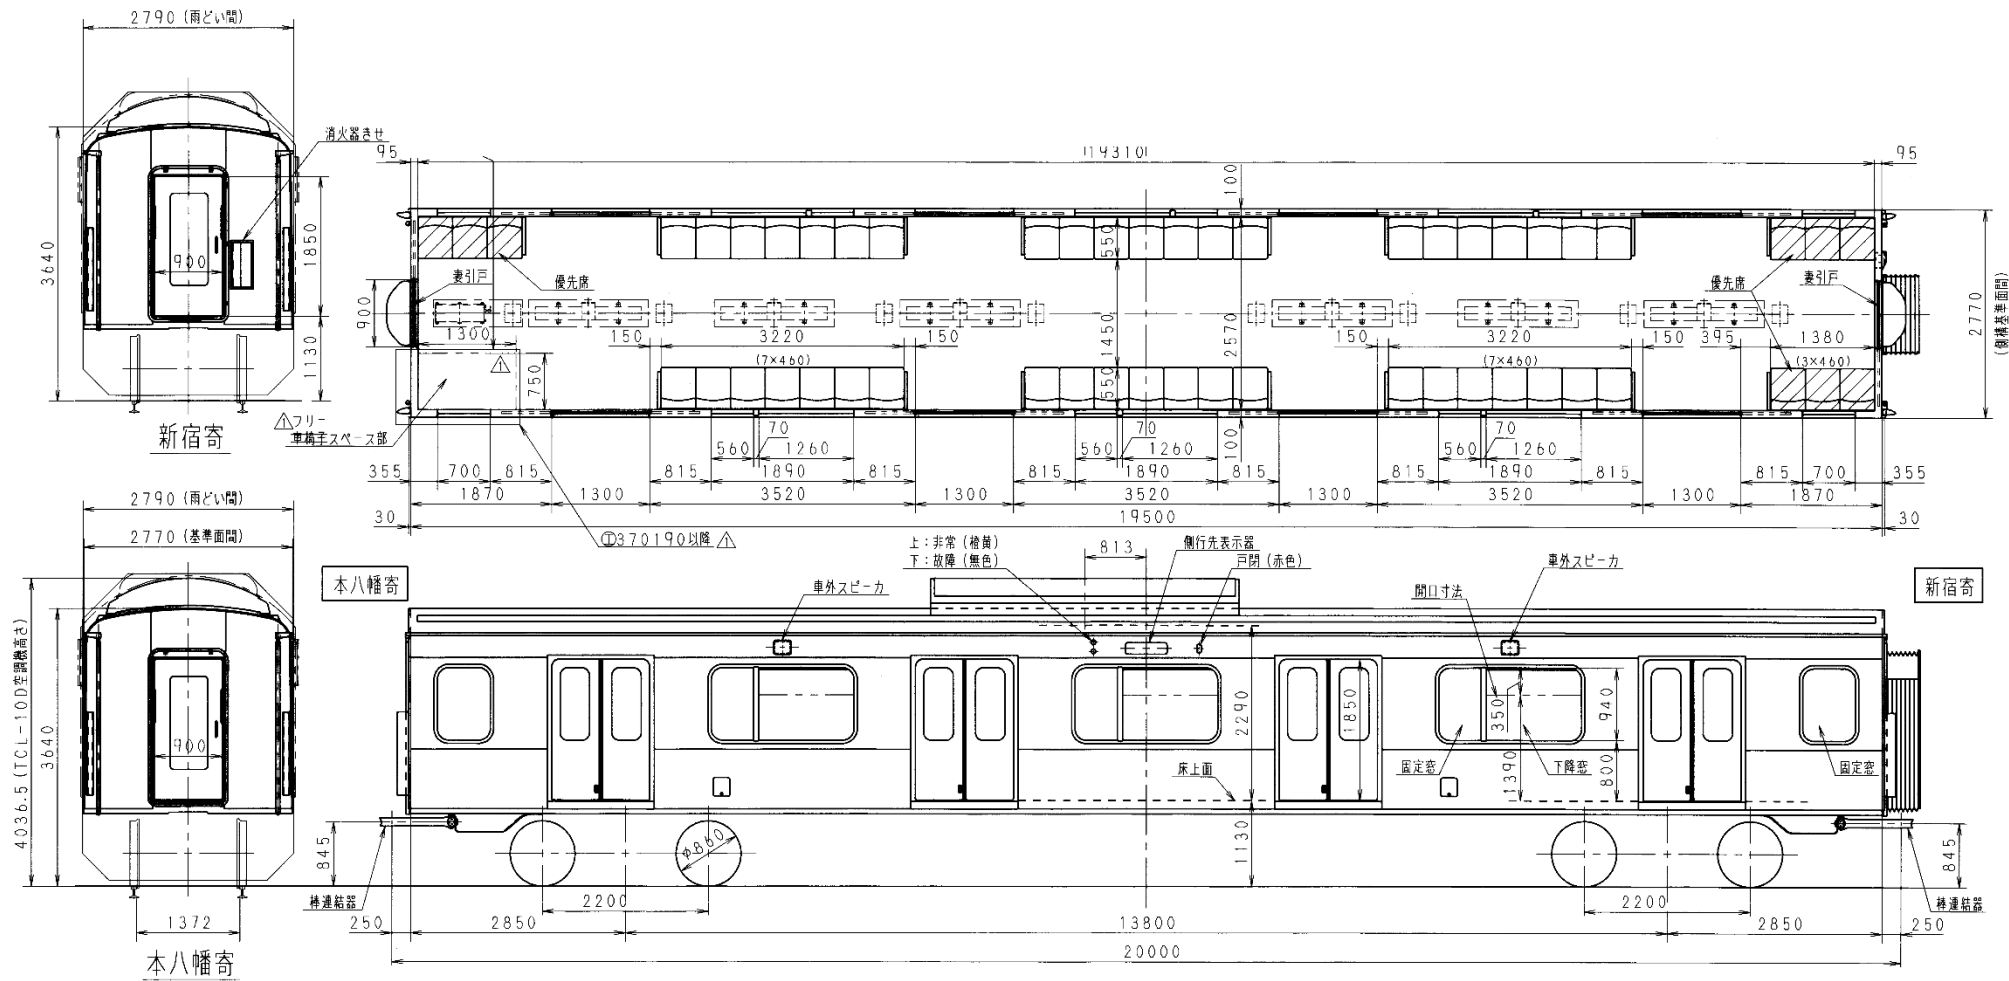 2790 (雨どい間)
消火器きせ
3640
900
1850
1130
新宿寄
95
19310
95
100
550
妻引戸
優先席
優先席
妻引戸
900
1300
150
3220
150
1450
2570
150
3220
150
395
1380
(7×460)
(7×460)
(3×460)
2770
(側構基準面間)
750
550
フリー
車椅子スペース部
100
70
70
70
560
1260
560
1260
560
1260
355
700
815
815
1890
815
815
1890
815
815
1890
815
815
700
355
1870
1300
3520
1300
3520
1300
3520
1300
1870
30
19500
30
370190以降
2790 (雨どい間)
2770 (基準面間)
本八幡寄
新宿寄
上:非常 (橙黄)
下:故障 (無色)
813
側行先表示器
戸閉 (赤色)
車外スピーカ
車外スピーカ
開口寸法
4036.5 (TCL-10D空調機高さ)
3640
900
2290
1850
350
940
1390
800
床上面
固定窓
下降窓
固定窓
845
φ860
1130
845
棒連結器
棒連結器
1372
2200
2200
250
2850
13800
2850
250
20000
本八幡寄